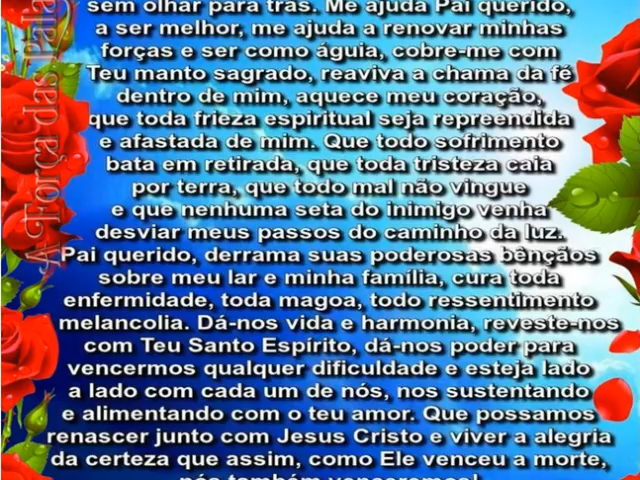 sem olhar para trás. Me ajuda Pai querido,
a ser melhor, me ajuda a renovar minhas
forças e ser como águia, cobre-me com
Teu manto sagrado, reaviva a chama da fé
dentro de mim, aquece meu coração,
que toda frieza espiritual seja repreendida
e afastada de mim. Que todo sofrimento
bata em retirada, que toda tristeza caia
por terra, que todo mal não vingue
e que nenhuma seta do inimigo venha
desviar meus passos do caminho da luz.
Pai querido, derrama suas poderosas bênçãos
sobre meu lar e minha família, cura toda
enfermidade, toda magoa, todo ressentimento
melancolia. Dá-nos vida e harmonia, reveste-nos
com Teu Santo Espírito, dá-nos poder para
vencermos qualquer dificuldade e esteja lado
a lado com cada um de nós, nos sustentando
e alimentando com o teu amor. Que possamos
renascer junto com Jesus Cristo e viver a alegria
da certeza que assim, como Ele venceu a morte,
nós também venceremos!
A Força das Pala